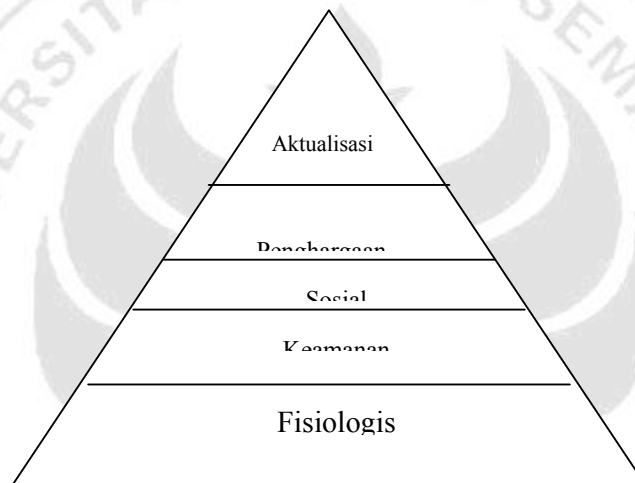 Aktualisasi
Penghargaan
Sosial
Keamanan
Fisiologis